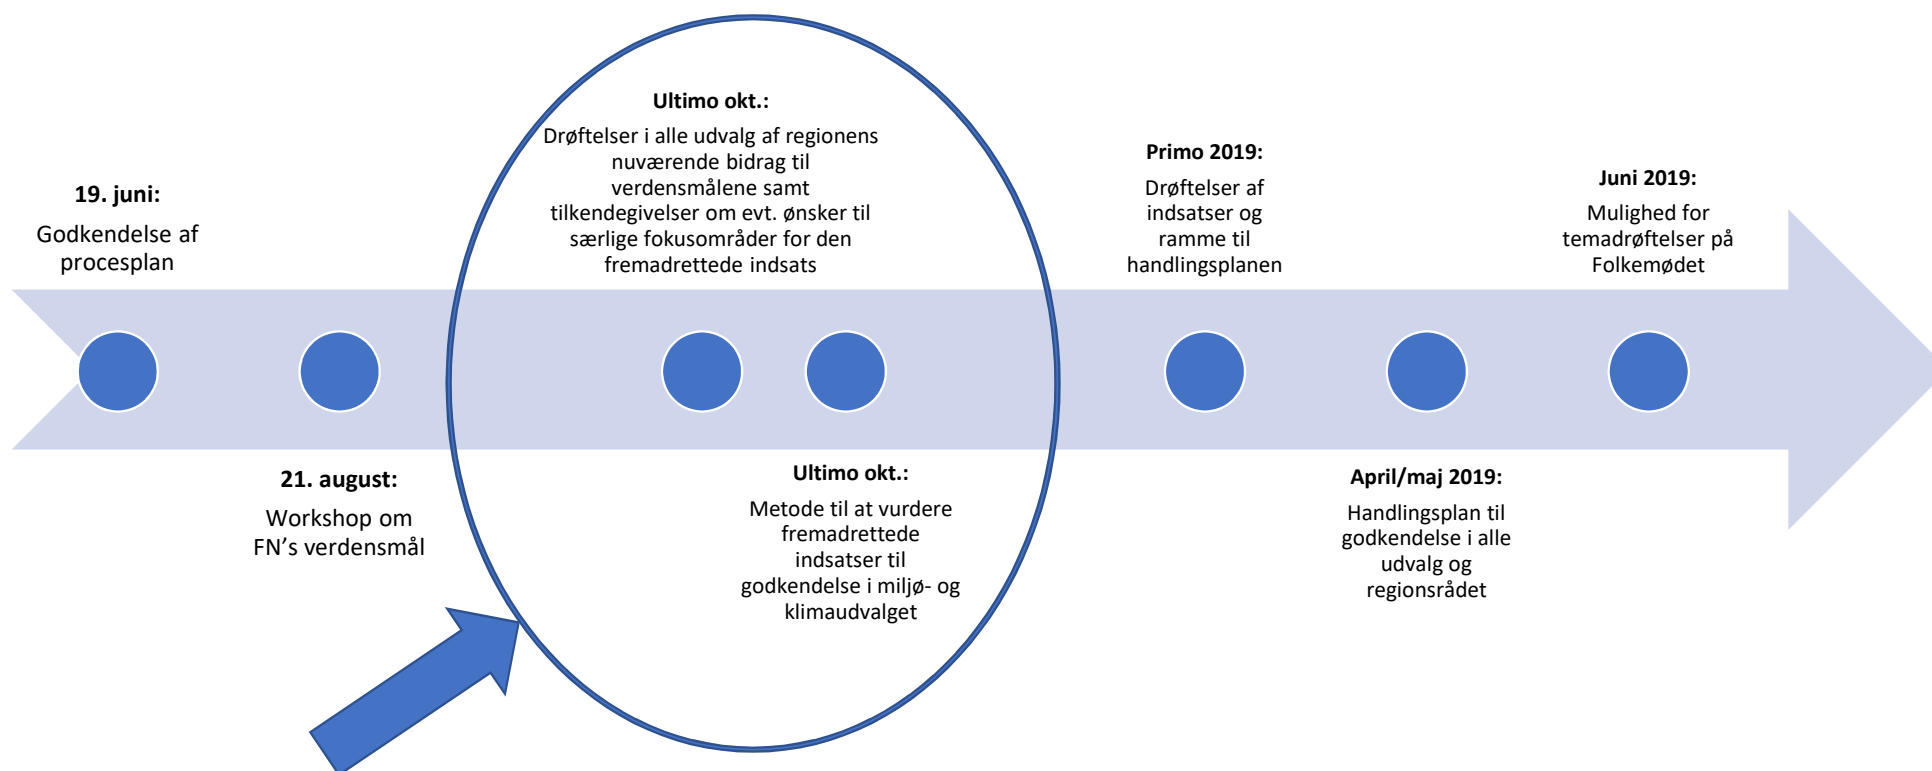 19. juni:
Godkendelse af
procesplan
21. august:
Workshop om
FN's verdensmål
Ultimo okt.:
Drøftelser i alle udvalg af regionens
nuværende bidrag til
verdensmålene samt
tilkendegivelser om evt. ønsker til
særlige fokusområder for den
fremadrettede indsats
Ultimo okt.:
Metode til at vurdere
fremadrettede
indsatser til
godkendelse i miljø- og
klimaudvalget
Primo 2019:
Drøftelser af
indsatser og
ramme til
handlingsplanen
April/maj 2019:
Handlingsplan til
godkendelse i alle
udvalg og
regionsrådet
Juni 2019:
Mulighed for
temadrøftelser på
Folkemødet